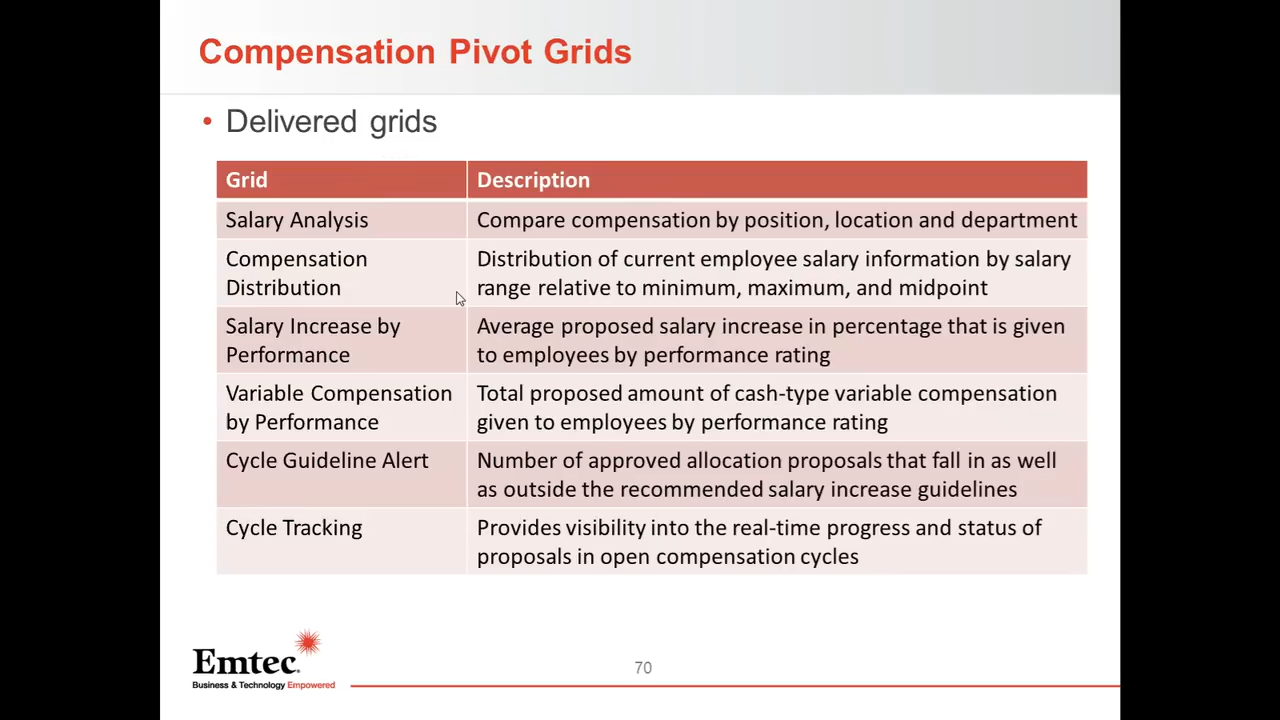 Compensation Pivot Grids
• Delivered grids
Grid Description
Salary Analysis Compare compensation by position, location and department
Compensation Distribution of current employee salary information by salary
Distribution range relative to minimum, maximum, and midpoint
Salary Increase by Average proposed salary increase in percentage that is given
Performance to employees by performance rating
Variable Compensation Total proposed amount of cash-type variable compensation
by Performance given to employees by performance rating
Cycle Guideline Alert Number of approved allocation proposals that fall in as well
as outside the recommended salary increase guidelines
Cycle Tracking Provides visibility into the real-time progress and status of
proposals in open compensation cycles
Emtec
Business & Technology Empowered
70